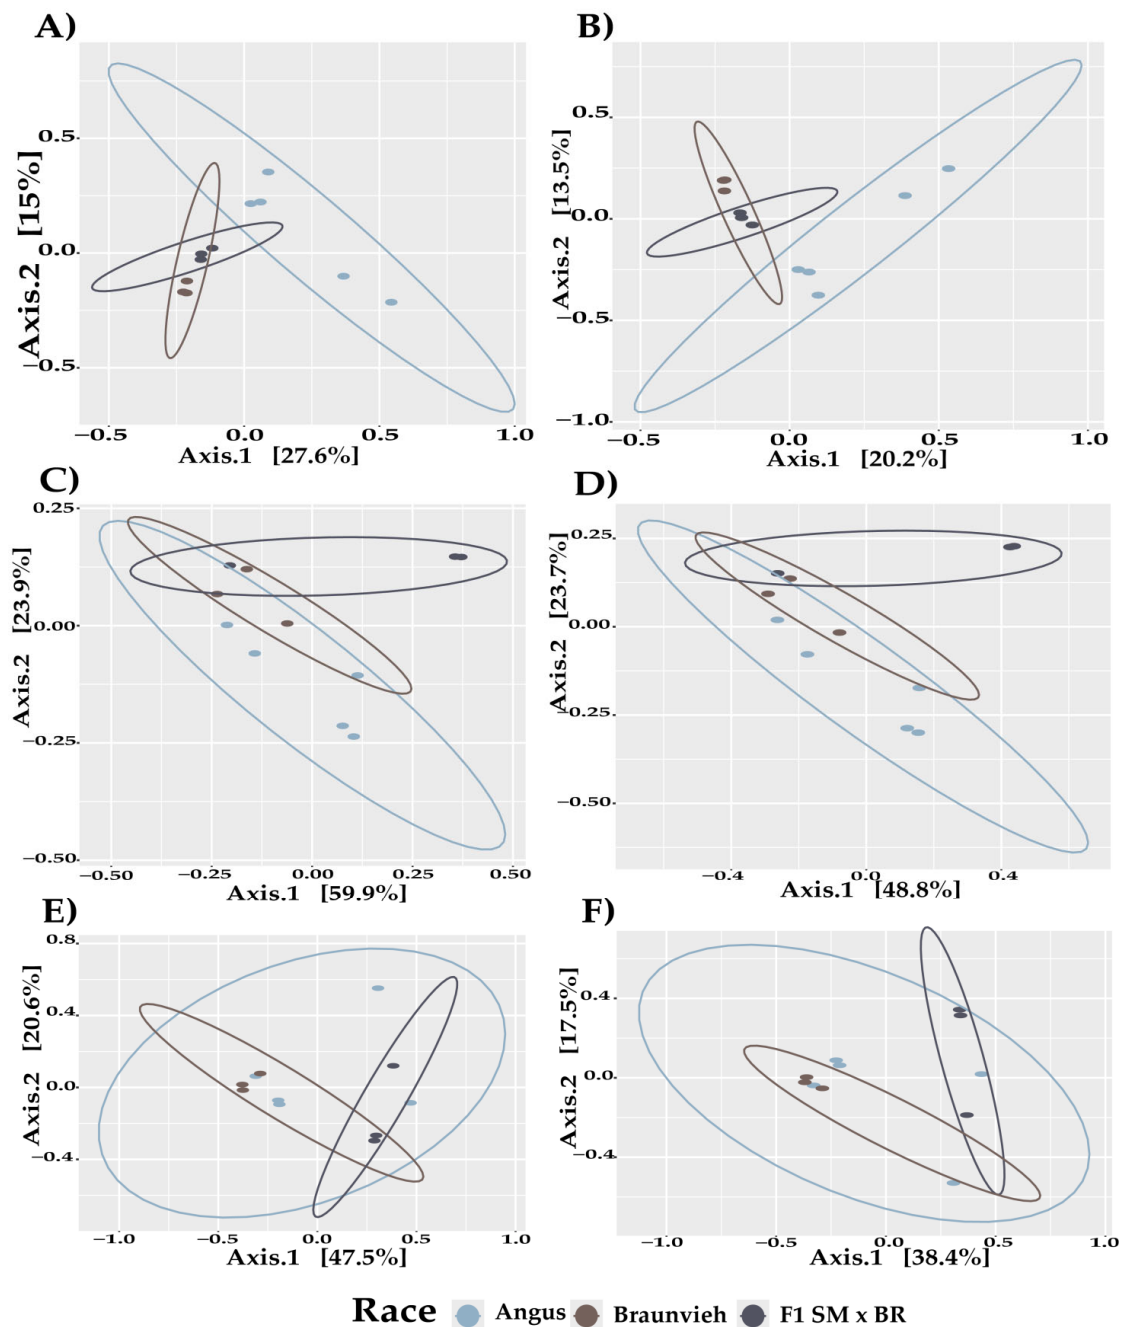 A)
B)
Axis.2 [15%]
0.5
0.0
−0.5
−0.5 0.0 0.5 1.0
Axis.1 [27.6%]
Axis.2 [13.5%]
0.5
0.0
−0.5
−1.0
−0.5 0.0 0.5 1.0
Axis.1 [20.2%]
C)
D)
Axis.2 [23.9%]
0.25
0.00
−0.25
−0.50
−0.50 −0.25 0.00 0.25 0.50
Axis.1 [59.9%]
Axis.2 [23.7%]
0.25
0.00
−0.25
−0.50
−0.4 0.0 0.4
Axis.1 [48.8%]
E)
F)
Axis.2 [20.6%]
0.8
0.4
0.0
−0.4
−1.0 −0.5 0.0 0.5 1.0
Axis.1 [47.5%]
Axis.2 [17.5%]
0.4
0.0
−0.4
−1.0 −0.5 0.0 0.5 1.0
Axis.1 [38.4%]
Race Angus Braunvieh F1 SM x BR